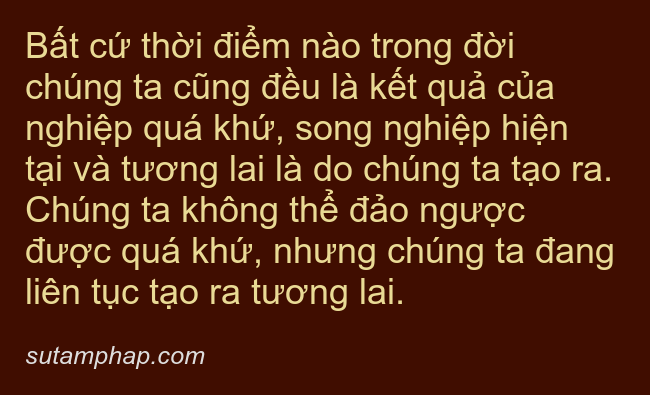 Bất cứ thời điểm nào trong đời
chúng ta cũng đều là kết quả của
nghiệp quá khứ, song nghiệp hiện
tại và tương lai là do chúng ta tạo ra.
Chúng ta không thể đảo ngược
được quá khứ, nhưng chúng ta đang
liên tục tạo ra tương lai.
sutamphap.com